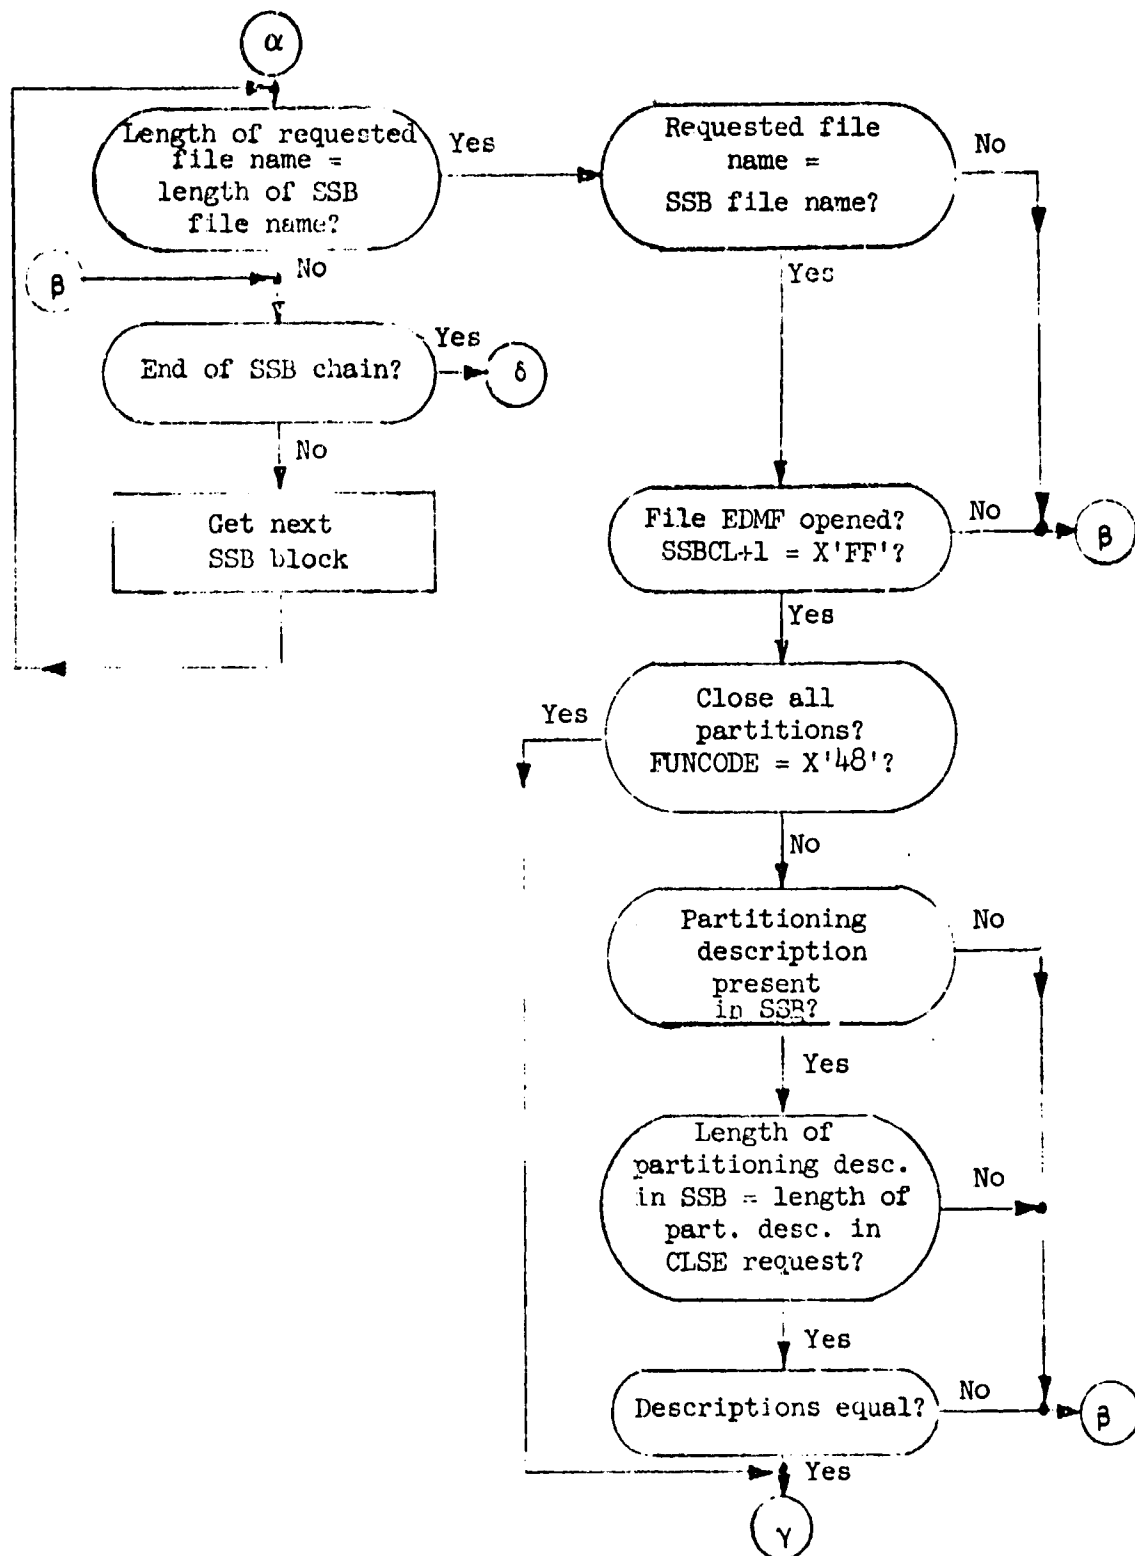 α
Length of requested
file name =
length of SSB
file name?
Yes
Requested file
name =
SSB file name?
No
β
No
Yes
End of SSB chain?
Yes
δ
No
Get next
SSB block
File EDMF opened?
SSBCL+1 = X'FF'?
No
β
Yes
Close all
partitions?
FUNCODE = X'48'?
Yes
No
Partitioning
description
present
in SSB?
No
Yes
Length of
partitioning desc.
in SSB = length of
part. desc. in
CLSE request?
No
Yes
Descriptions equal?
No
β
Yes
γ